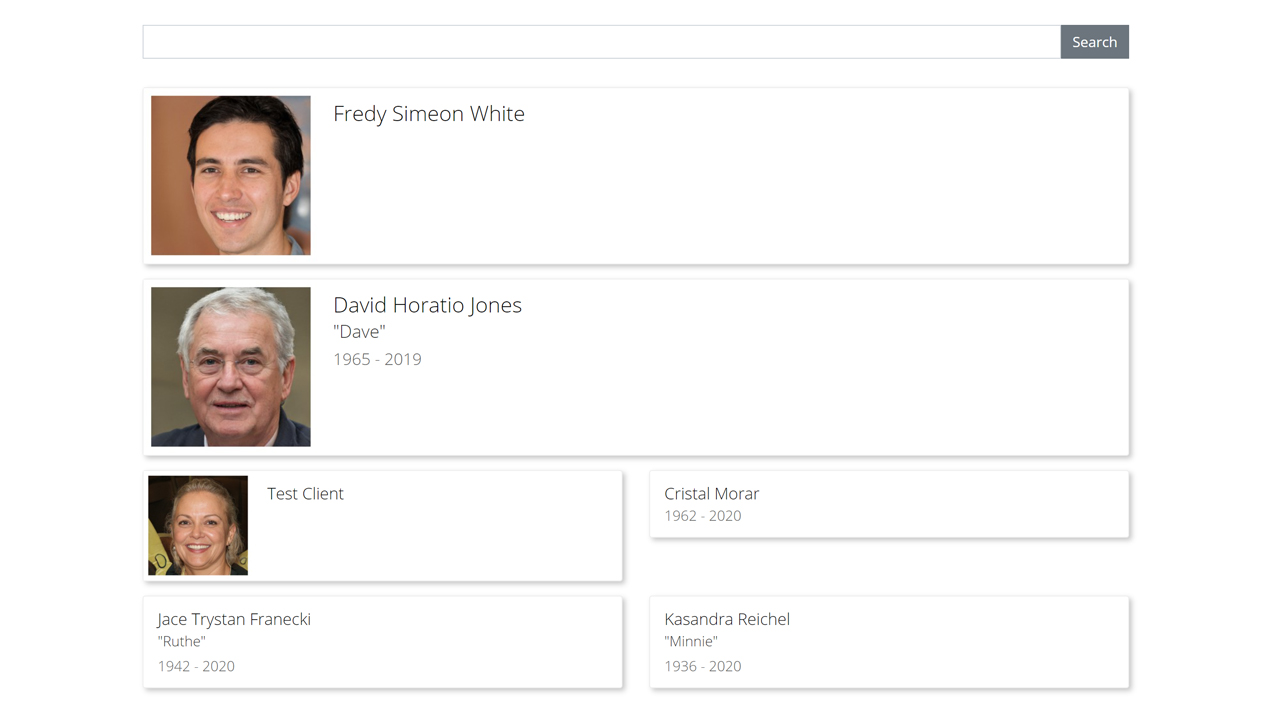 Search
Fredy Simeon White
David Horatio Jones
"Dave"
1965 - 2019
Test Client
Cristal Morar
1962 - 2020
Jace Trystan Franecki
"Ruthe"
1942 - 2020
Kasandra Reichel
"Minnie"
1936 - 2020